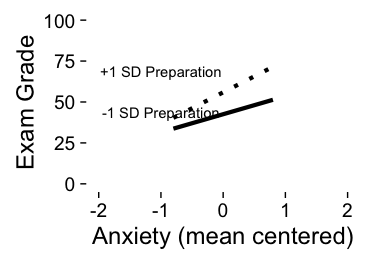 Exam Grade
100
75
50
25
0
+1 SD Preparation
-1 SD Preparation
-2
-1
0
1
2
Anxiety (mean centered)